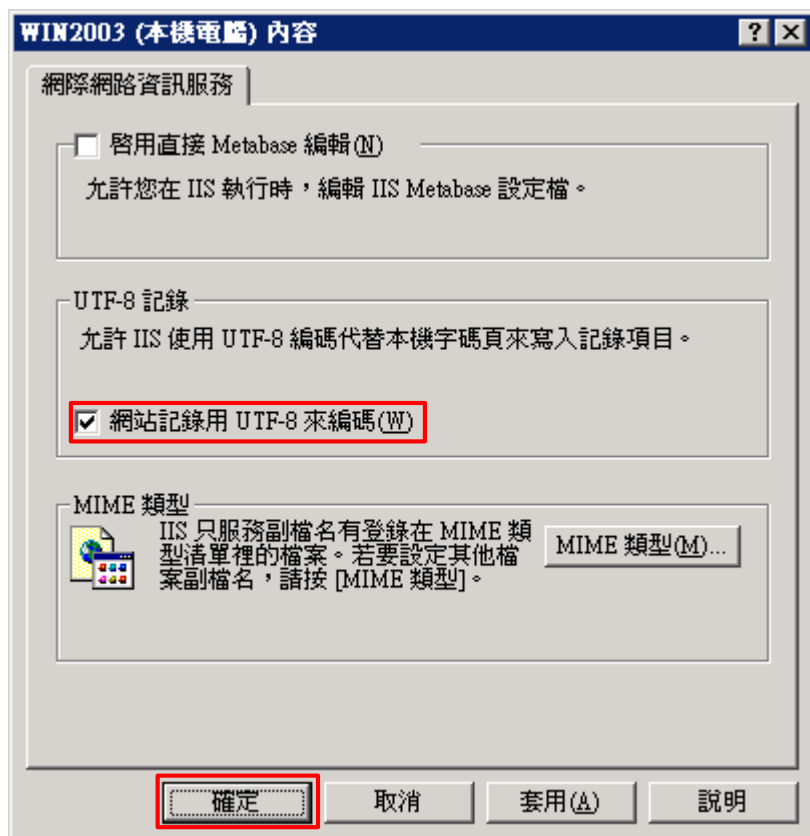 WIN2003 (本機電腦) 內容
網際網路資訊服務
啓用直接 Metabase 編輯(N)
允許您在 IIS 執行時，編輯 IIS Metabase 設定檔。
UTF-8 記錄
允許 IIS 使用 UTF-8 編碼代替本機字碼頁來寫入記錄項目。
網站記錄用 UTF-8 來編碼(W)
MIME 類型
IIS 只服務副檔名有登錄在 MIME 類
型清單裡的檔案。若要設定其他檔
案副檔名，請按 [MIME 類型]。
MIME 類型(M)...
確定
取消
套用(A)
說明